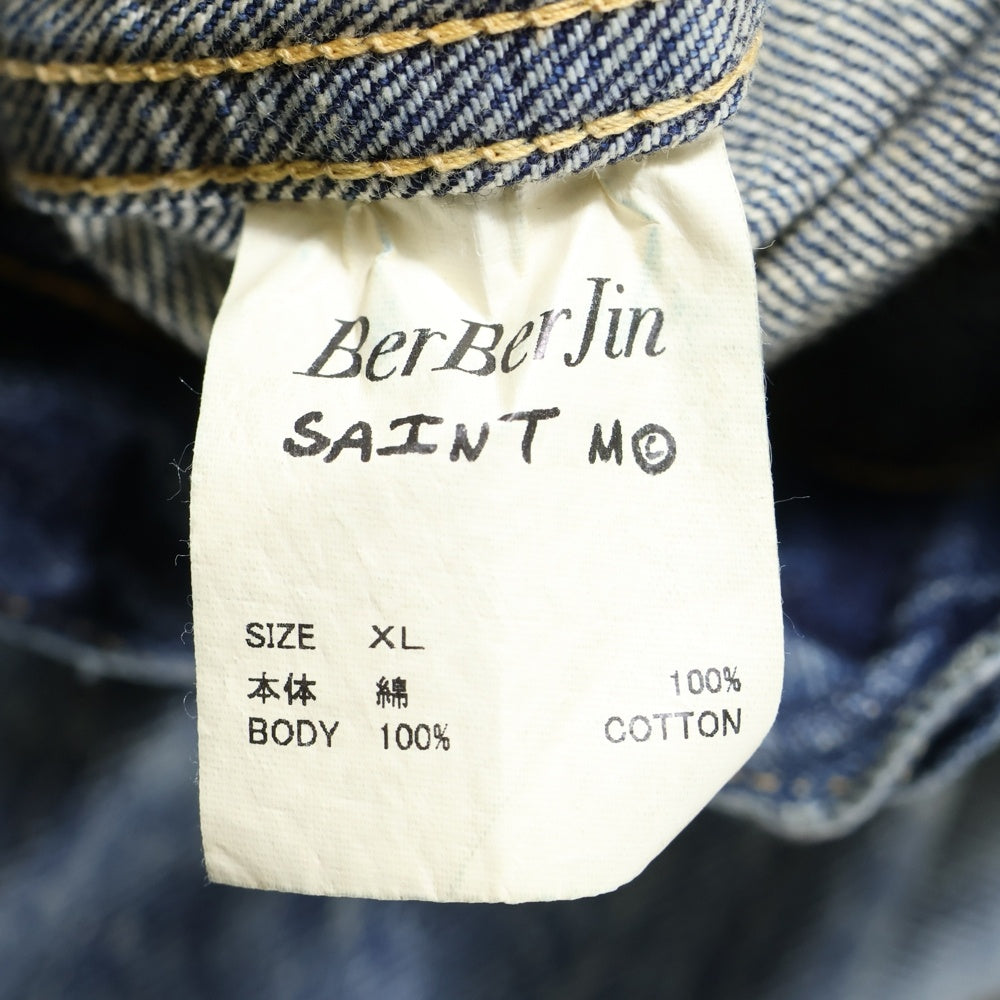 BerBerJin
SAINT M©
SIZE XL
本体 綿 100%
BODY 100% COTTON